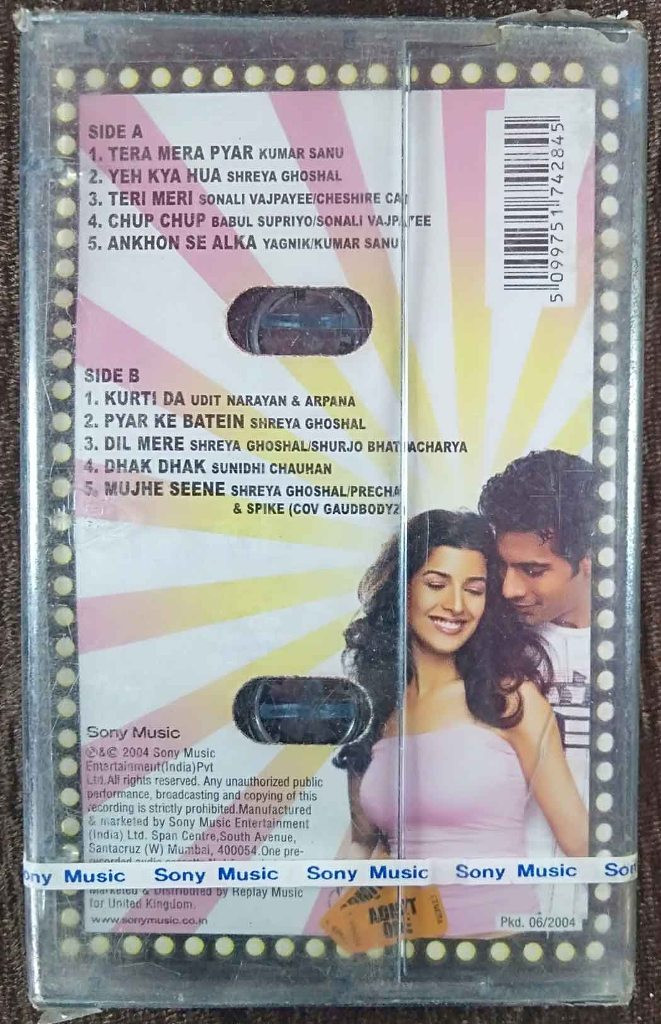 SIDE A
1. TERA MERA PYAR KUMAR SANU
2. YEH KYA HUA SHREYA GHOSHAL
3. TERI MERI SONALI VAJPAYEE/CHESHIRE CA
4. CHUP CHUP BABUL SUPRIYO/SONALI VAJPAYEE
5. ANKHON SE ALKA YAGNIK/KUMAR SANU
5 099751 742845
SIDE B
1. KURTI DA UDIT NARAYAN & ARPANA
2. PYAR KE BATEIN SHREYA GHOSHAL
3. DIL MERE SHREYA GHOSHAL/SHURJO BHATTACHARYA
4. DHAK DHAK SUNIDHI CHAUHAN
5. MUJHE SEENE SHREYA GHOSHAL/PRECHA
& SPIKE (COV GAUDBODYZ
Sony Music
℗&© 2004 Sony Music
Entertainment(India)Pvt
Ltd.All rights reserved. Any unauthorized public
performance, broadcasting and copying of this
recording is strictly prohibited.Manufactured
& marketed by Sony Music Entertainment
(India) Ltd. Span Centre,South Avenue,
Santacruz (W) Mumbai, 400054.One pre-
ony Music Sony Music Sony Music Sony Music Son
Marketed & Distributed by Replay Music
for United Kingdom.
www.sonymusic.co.in
ADMIT
Pkd. 06/2004